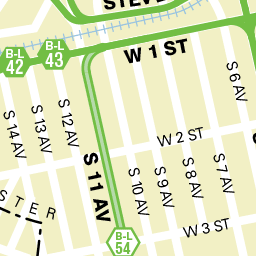 STEVE
B-L
42
B-L
43
W 1 ST
S 6 AV
S 14 AV
S 13 AV
S 12 AV
S 11 AV
W 2 ST
S 10 AV
S 9 AV
S 8 AV
S 7 AV
STER
W 3 ST
B-L
54